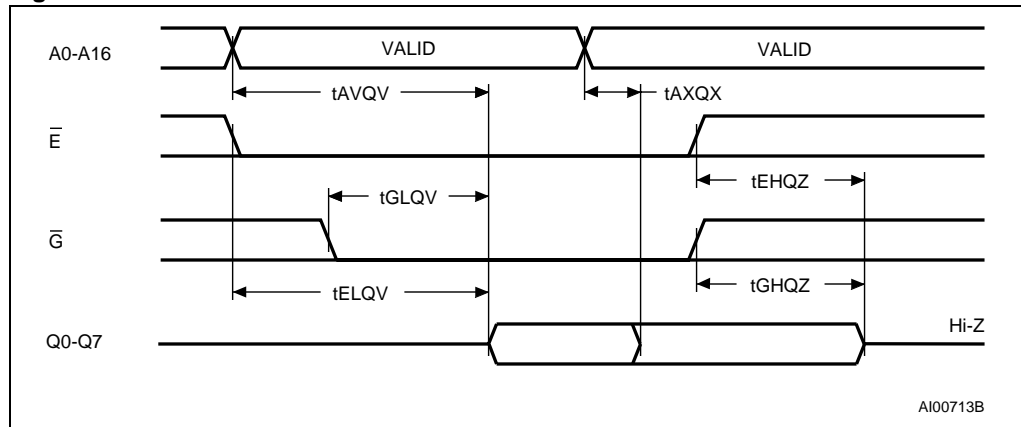 A0-A16
VALID
VALID
tAVQV
tAXQX
E̅
tEHQZ
tGLQV
G̅
tGHQZ
tELQV
Hi-Z
Q0-Q7
AI00713B